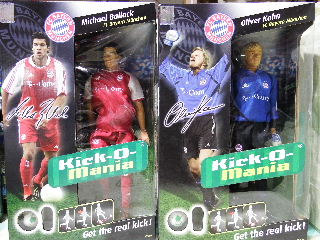 Michael Ballack
FC Bayern München
Kick-O-
Mania
Get the real kick!
Oliver Kahn
FC Bayern München
Kick-O-
Mania
Get the real kick!